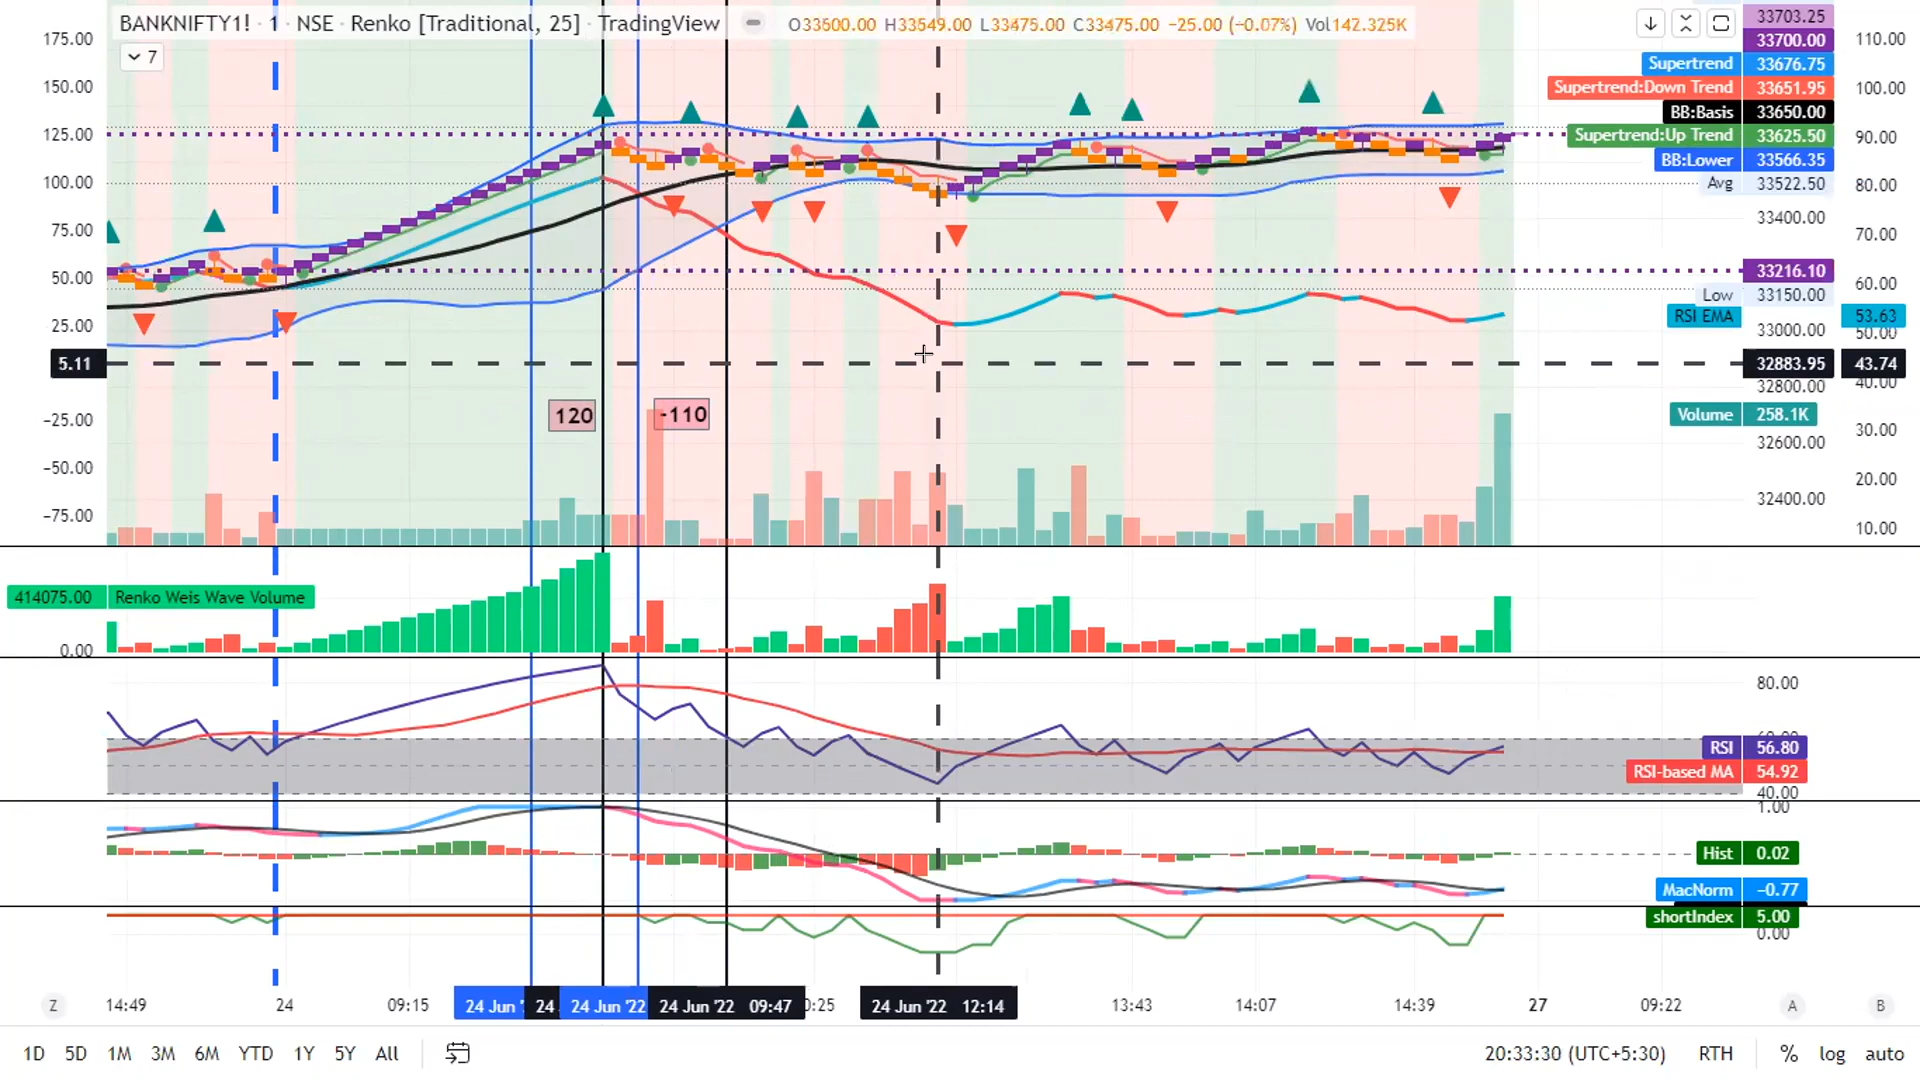 BANKNIFTY1! · 1 · NSE · Renko [Traditional, 25] · TradingView O33600.00 H33649.00 L33475.00 C33475.00 −25.00 (−0.07%) Vol142.325K
7
175.00
150.00
125.00
100.00
75.00
50.00
25.00
5.11
−25.00
−50.00
−75.00
120
-110
33703.25
33700.00
Supertrend 33676.75
Supertrend:Down Trend 33651.95
BB:Basis 33650.00
Supertrend:Up Trend 33625.50
BB:Lower 33566.35
Avg 33522.50
33400.00
33216.10
Low 33150.00
RSI EMA 53.63
33000.00
32883.95 43.74
32800.00
Volume 258.1K
32600.00
32400.00
110.00
100.00
90.00
80.00
70.00
60.00
50.00
40.00
30.00
20.00
10.00
414075.00 Renko Weis Wave Volume
0.00
80.00
RSI 56.80
RSI-based MA 54.92
40.00
1.00
Hist 0.02
MacNorm −0.77
shortIndex 5.00
0.00
Z 14:49 24 09:15 24 Jun 24 24 Jun '22 24 Jun '22 09:47 0:25 24 Jun '22 12:14 13:43 14:07 14:39 27 09:22 A B
1D 5D 1M 3M 6M YTD 1Y 5Y All 20:33:30 (UTC+5:30) RTH % log auto